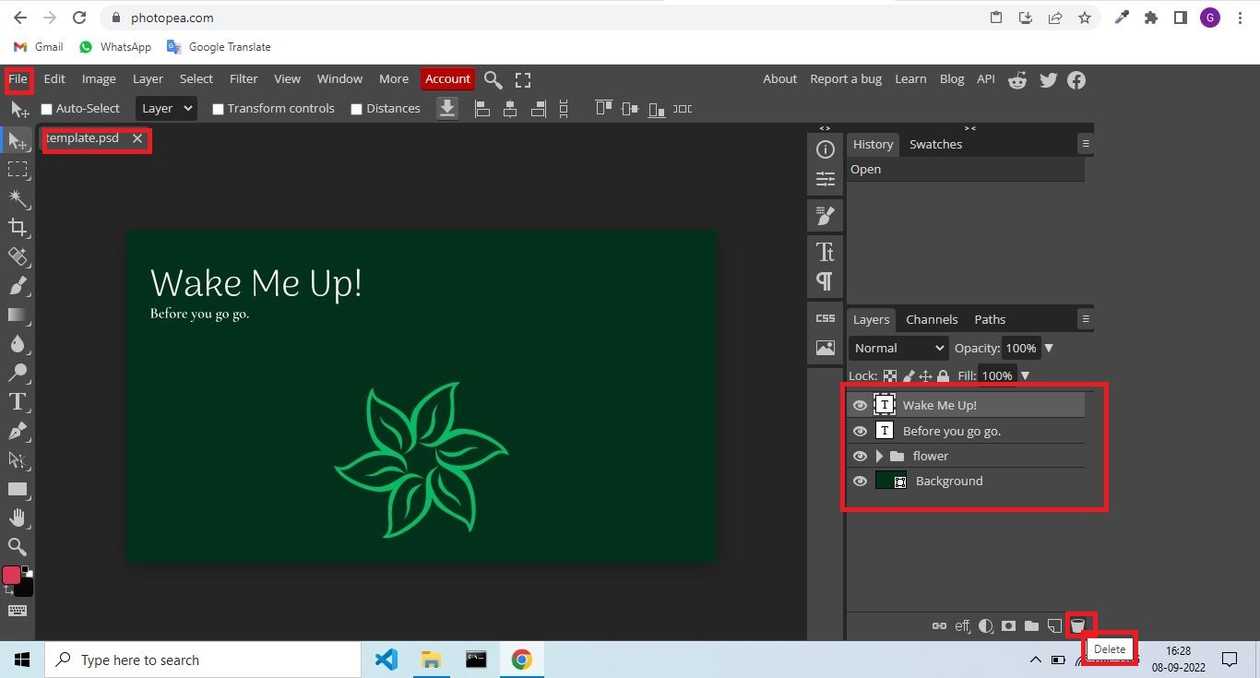 photopea.com
G
Gmail WhatsApp Google Translate
File Edit Image Layer Select Filter View Window More Account About Report a bug Learn Blog API
Auto-Select Layer Transform controls Distances
template.psd
< > > <
History Swatches
Open
Wake Me Up!
Before you go go.
CSS
Layers Channels Paths
Normal Opacity: 100%
Lock: Fill: 100%
T Wake Me Up!
T Before you go go.
flower
Background
eff
Delete
Type here to search
16:28
08-09-2022